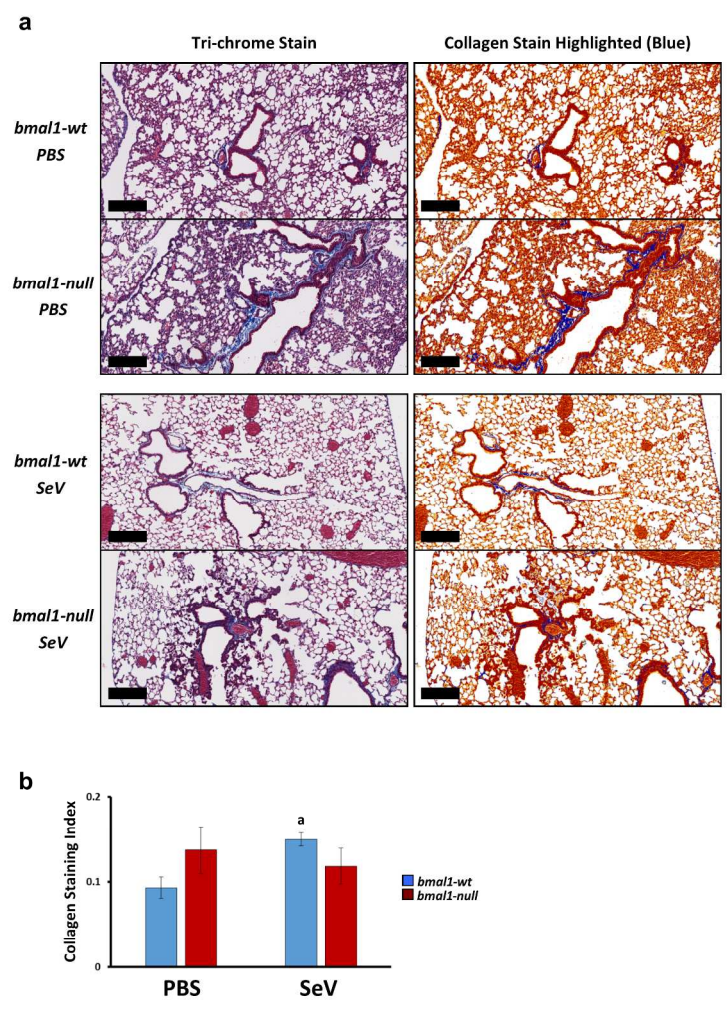 a
Tri-chrome Stain
Collagen Stain Highlighted (Blue)
bmal1-wt
PBS
bmal1-null
PBS
bmal1-wt
SeV
bmal1-null
SeV
b
Collagen Staining Index
0.2
0.1
0
a
PBS
SeV
bmal1-wt
bmal1-null